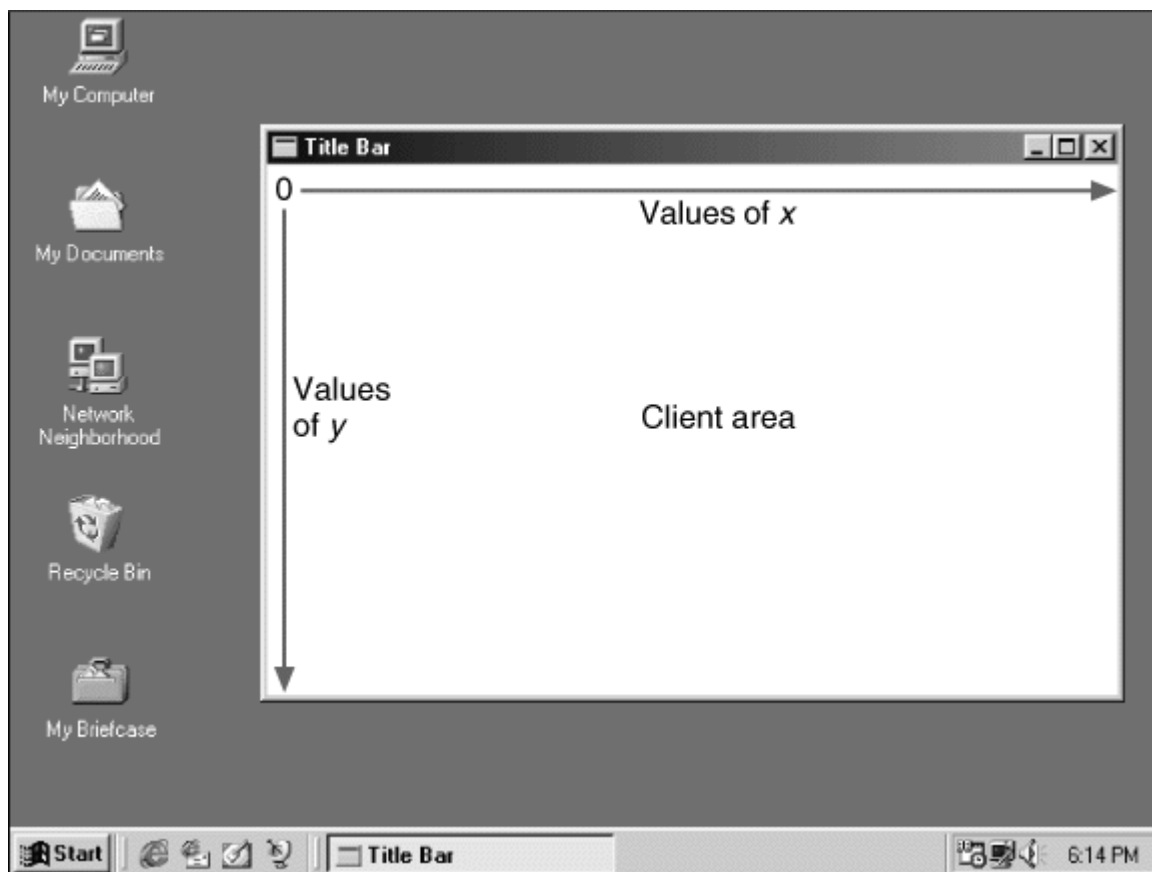 My Computer
Title Bar
0
Values of x
My Documents
Values
of y
Client area
Network
Neighborhood
Recycle Bin
My Briefcase
Start
Title Bar
6:14 PM